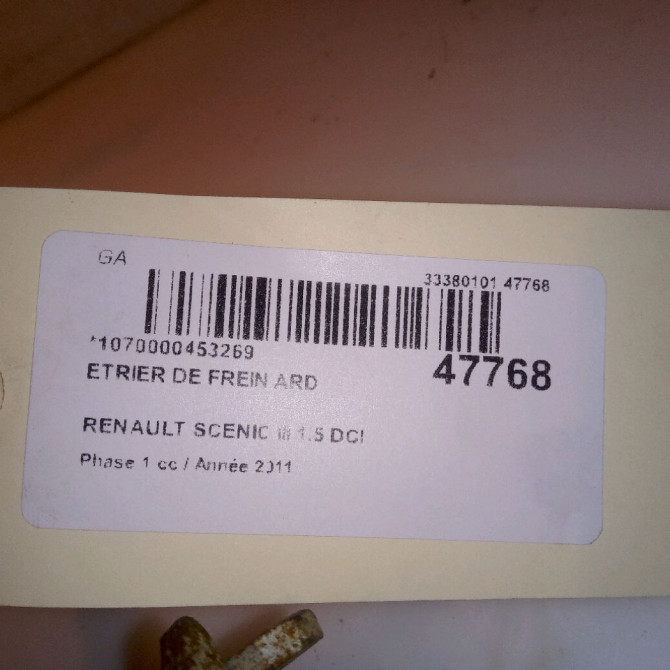 GA
33380101 47768
*1070000453269
47768
ETRIER DE FREIN ARD
RENAULT SCENIC III 1.5 DCI
Phase 1 cc / Année 2011